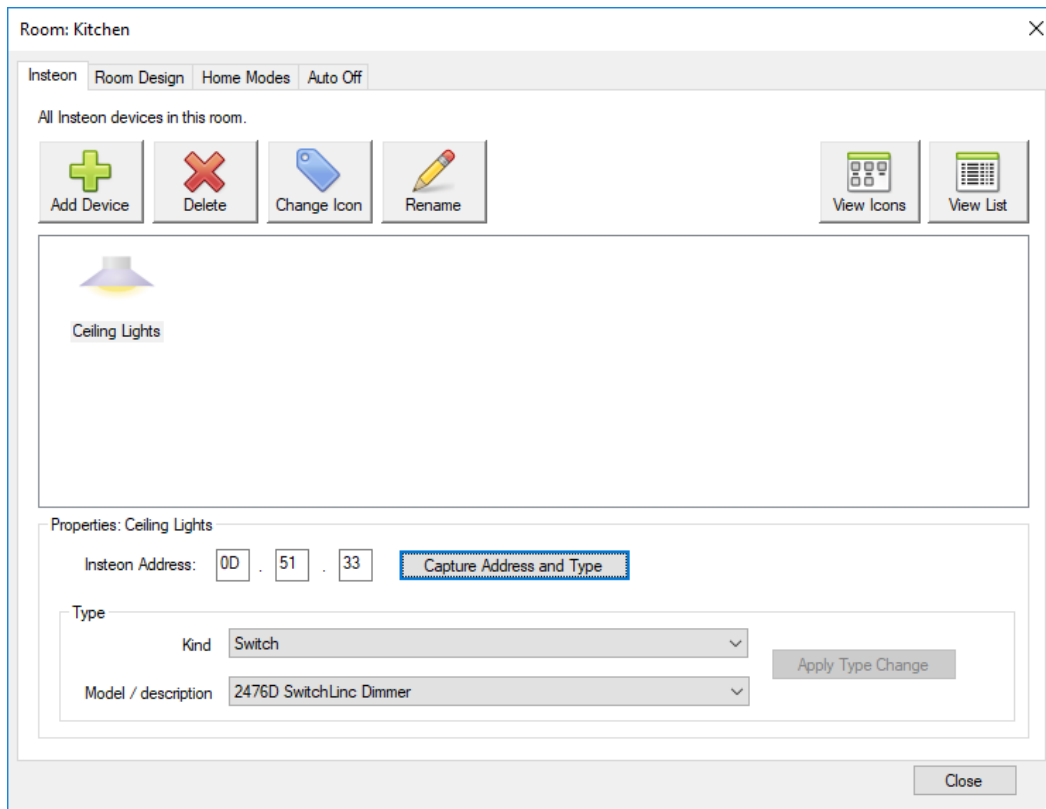 Room: Kitchen
Insteon Room Design Home Modes Auto Off
All Insteon devices in this room.
Add Device Delete Change Icon Rename View Icons View List
Ceiling Lights
Properties: Ceiling Lights
Insteon Address: 0D . 51 . 33 Capture Address and Type
Type
Kind Switch
Apply Type Change
Model / description 2476D SwitchLinc Dimmer
Close